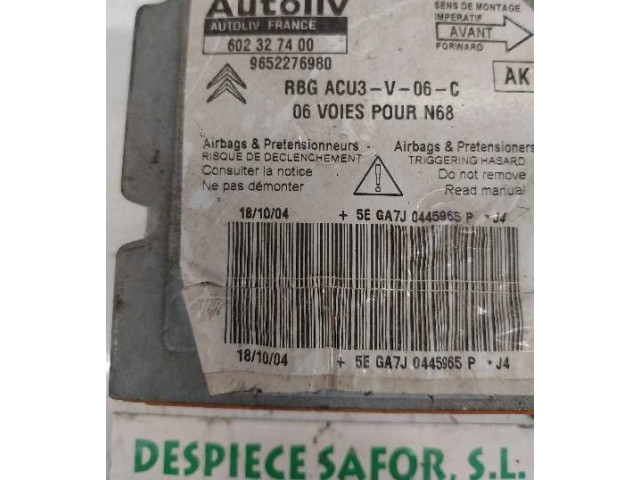 Autoliv
AUTOLIV FRANCE
602 32 74 00
9652276980
SENS DE MONTAGE
IMPERATIF
AVANT
FORWARD
RBG ACU3-V-06-C
AK
06 VOIES POUR N68
Airbags & Pretensionneurs
RISQUE DE DECLENCHEMENT
Consulter la notice
Ne pas démonter
Airbags & Pretensioners
TRIGGERING HASARD
Do not remove
Read manual
18/10/04 + 5E GA7J 0445965 P *J4
18/10/04 + 5E GA7J 0445965 P *J4
DESPIECE SAFOR, S.L.